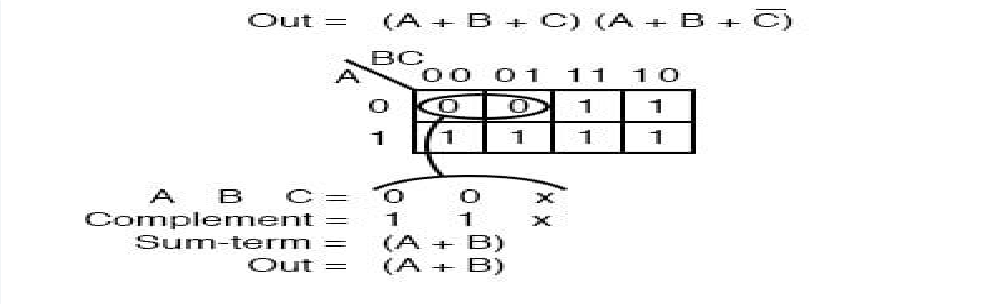 Out = (A + B + C) (A + B + C̅)
BC
A 00 01 11 10
0 0 0 1 1
1 1 1 1 1
A B C = 0 0 x
Complement = 1 1 x
Sum-term = (A + B)
Out = (A + B)